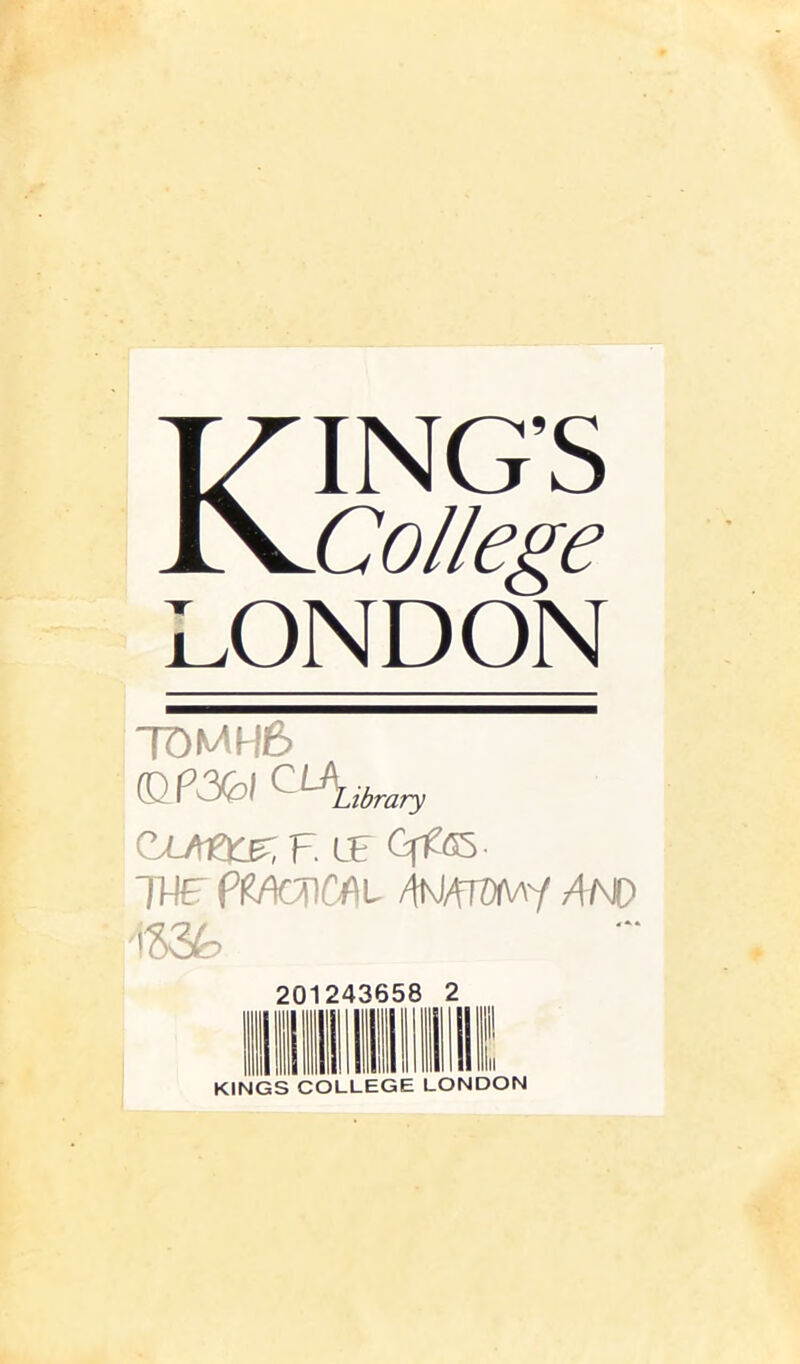 KING'S
College
LONDON
TOMHB
QP361 CLA
Library
CLARKE, F. LE GROS.
THE PRACTICAL ANATOMY AND ...
1836
201243658 2
KINGS COLLEGE LONDON